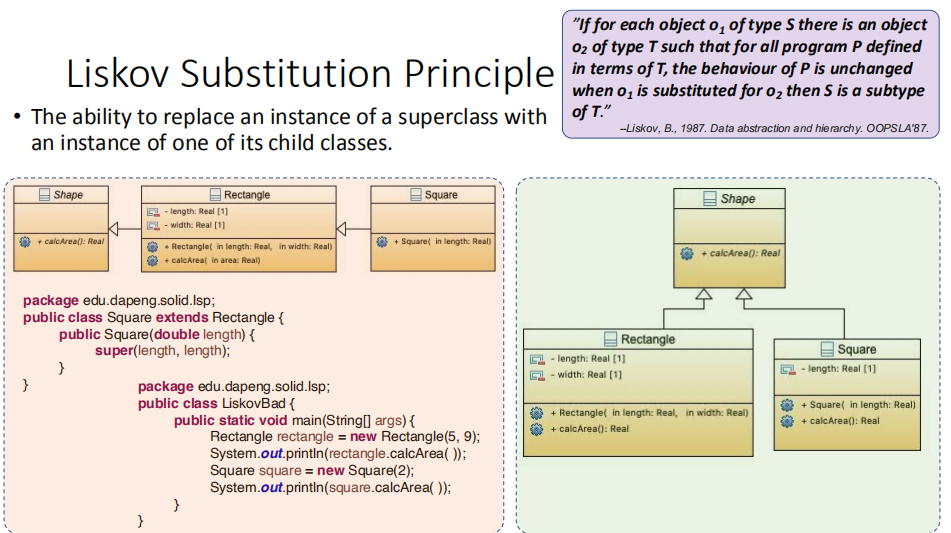 Liskov Substitution Principle
"If for each object o1 of type S there is an object
o2 of type T such that for all program P defined
in terms of T, the behaviour of P is unchanged
when o1 is substituted for o2 then S is a subtype
of T."
--Liskov, B., 1987. Data abstraction and hierarchy. OOPSLA'87.
• The ability to replace an instance of a superclass with
an instance of one of its child classes.
Shape
+ calcArea(): Real
Rectangle
- length: Real [1]
- width: Real [1]
+ Rectangle( in length: Real, in width: Real)
+ calcArea( in area: Real)
Square
+ Square( in length: Real)
package edu.dapeng.solid.lsp;
public class Square extends Rectangle {
public Square(double length) {
super(length, length);
}
}
package edu.dapeng.solid.lsp;
public class LiskovBad {
public static void main(String[] args) {
Rectangle rectangle = new Rectangle(5, 9);
System.out.println(rectangle.calcArea( ));
Square square = new Square(2);
System.out.println(square.calcArea( ));
}
}
Shape
+ calcArea(): Real
Rectangle
- length: Real [1]
- width: Real [1]
+ Rectangle( in length: Real, in width: Real)
+ calcArea(): Real
Square
- length: Real [1]
+ Square( in length: Real)
+ calcArea(): Real